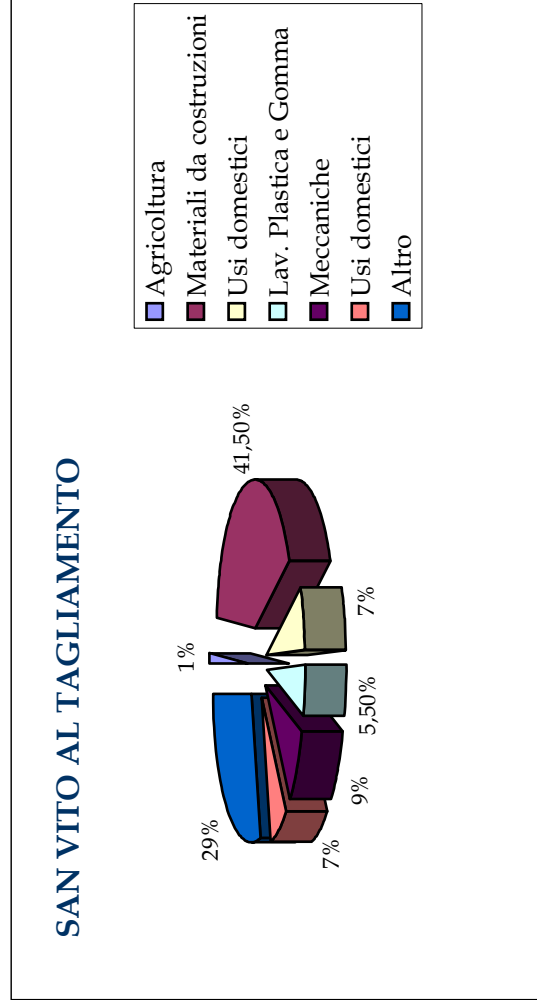 SAN VITO AL TAGLIAMENTO
1%
41,50%
7%
5,50%
9%
7%
29%
Agricoltura
Materiali da costruzioni
Usi domestici
Lav. Plastica e Gomma
Meccaniche
Usi domestici
Altro